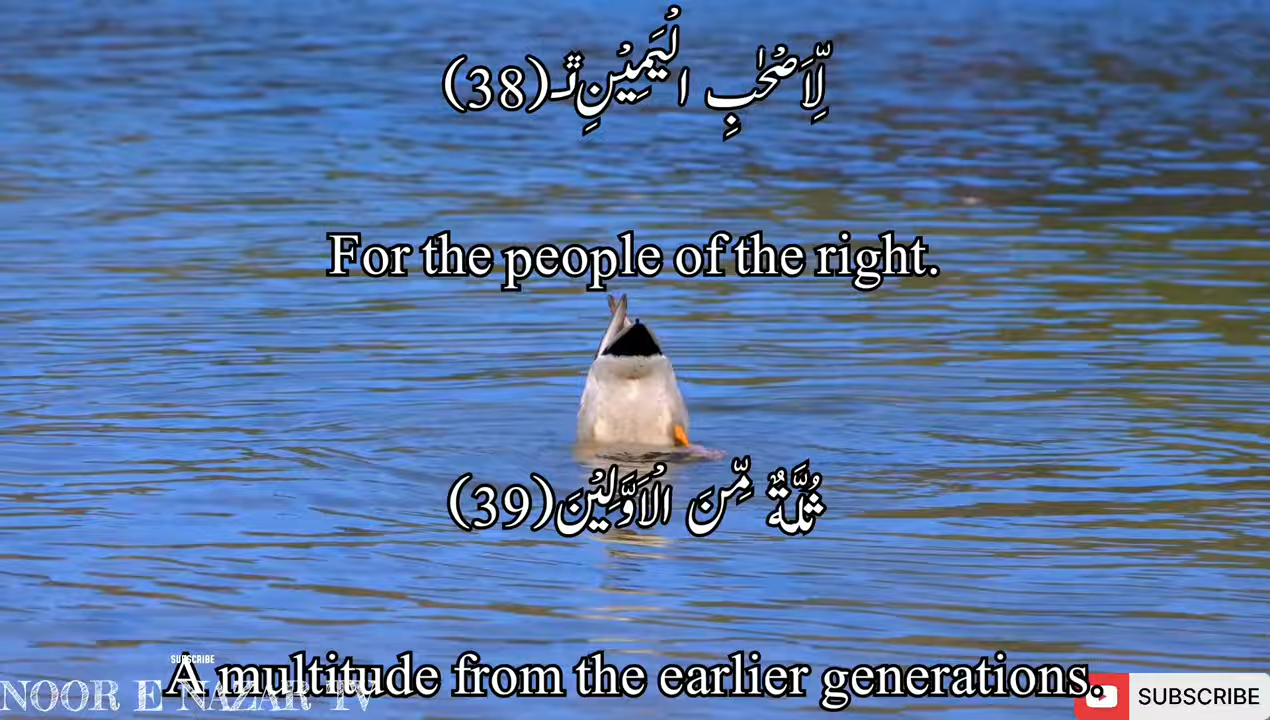 لِّاَصْحٰبِ الْیَمِیْنِؕ۠(38)
For the people of the right.
ثُلَّةٌ مِّنَ الْاَوَّلِیْنَ(39)
SUBSCRIBE
A multitude from the earlier generations.
NOOR E NAZAR TV
SUBSCRIBE